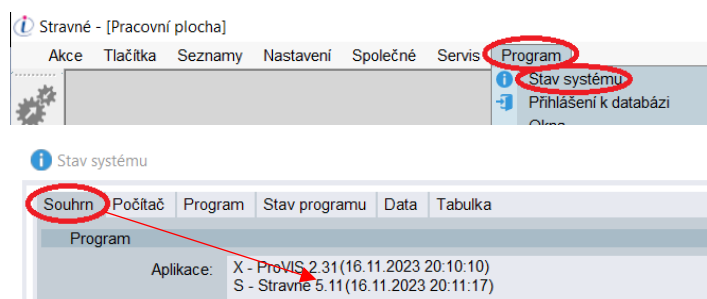 Stravné - [Pracovní plocha]
Akce Tlačítka Seznamy Nastavení Společné Servis Program
Stav systému
Přihlášení k databázi
Okna
Stav systému
Souhrn Počítač Program Stav programu Data Tabulka
Program
Aplikace: X - ProVIS 2.31 (16.11.2023 20:10:10)
S - Stravné 5.11 (16.11.2023 20:11:17)